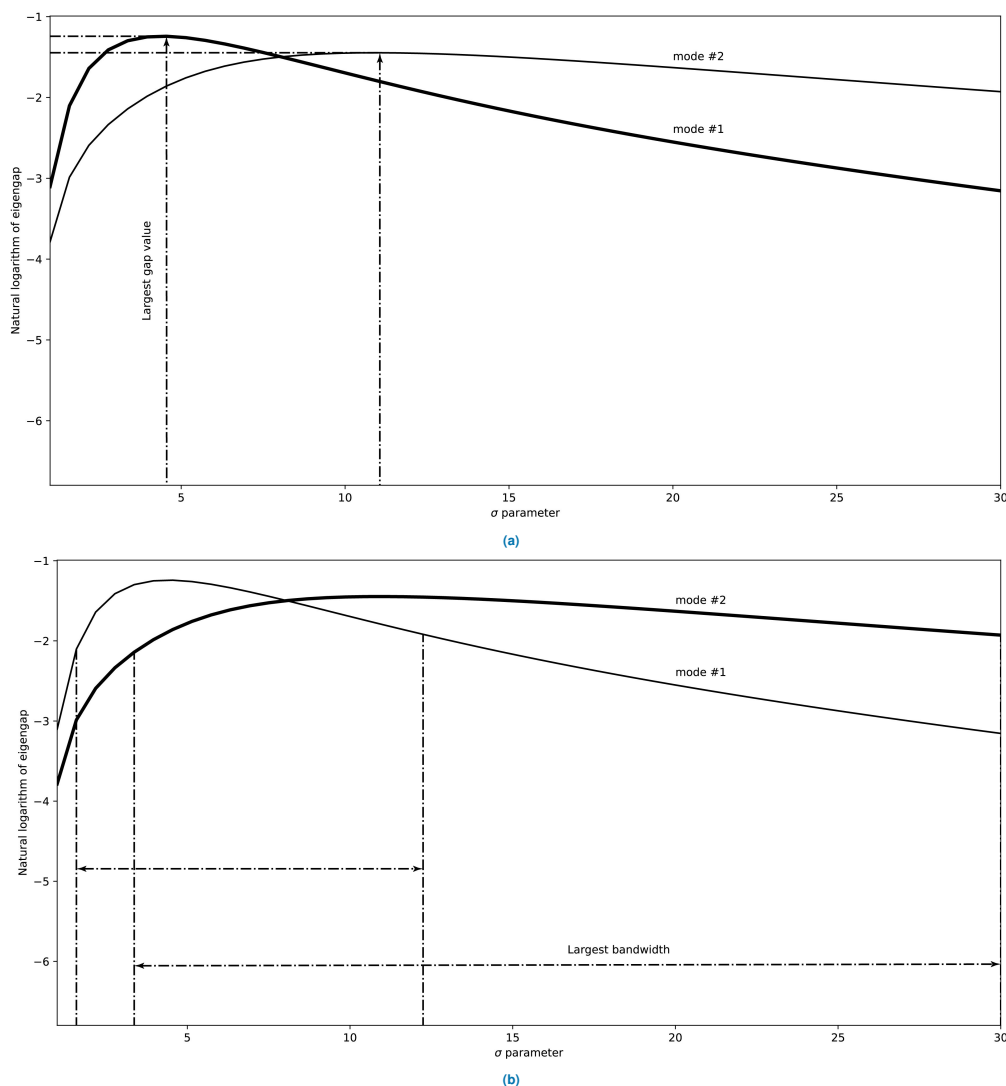 −1
−2
−3
−4
−5
−6
Natural logarithm of eigengap
Largest gap value
mode #2
mode #1
5
10
15
20
25
30
σ parameter
(a)
−1
−2
−3
−4
−5
−6
Natural logarithm of eigengap
mode #2
mode #1
Largest bandwidth
5
10
15
20
25
30
σ parameter
(b)